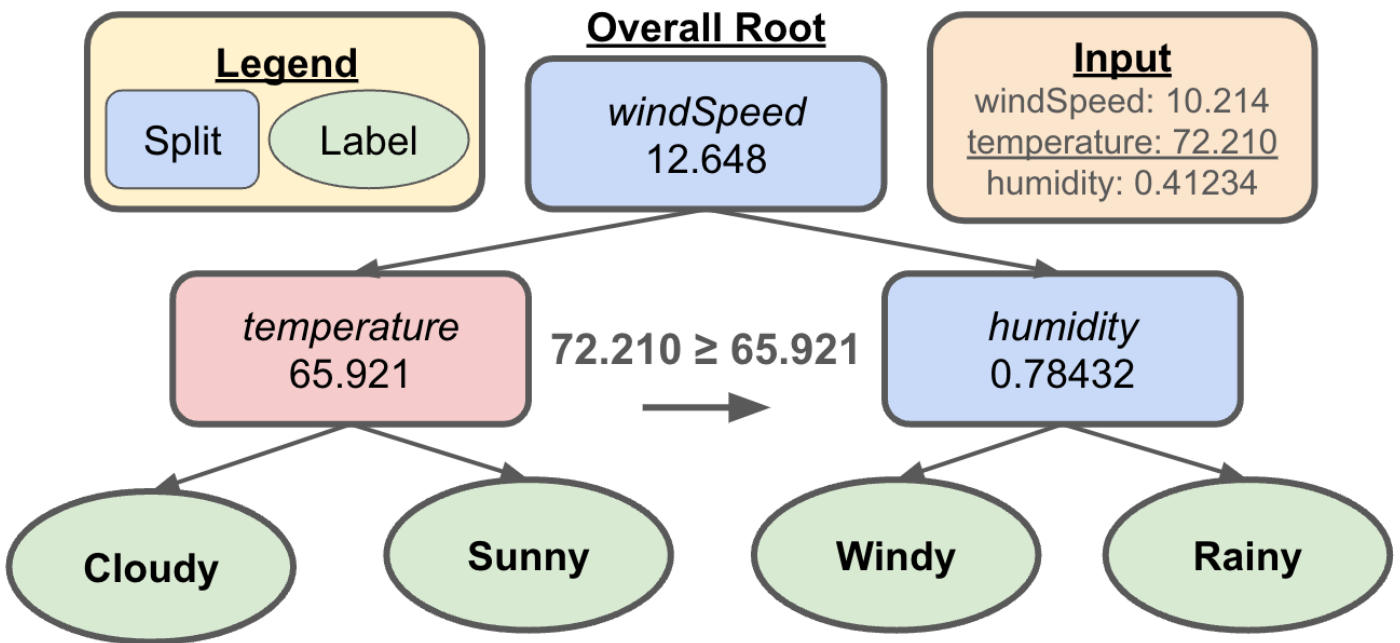 Overall Root
Legend
Split
Label
windSpeed
12.648
Input
windSpeed: 10.214
temperature: 72.210
humidity: 0.41234
temperature
65.921
72.210 ≥ 65.921
humidity
0.78432
Cloudy
Sunny
Windy
Rainy